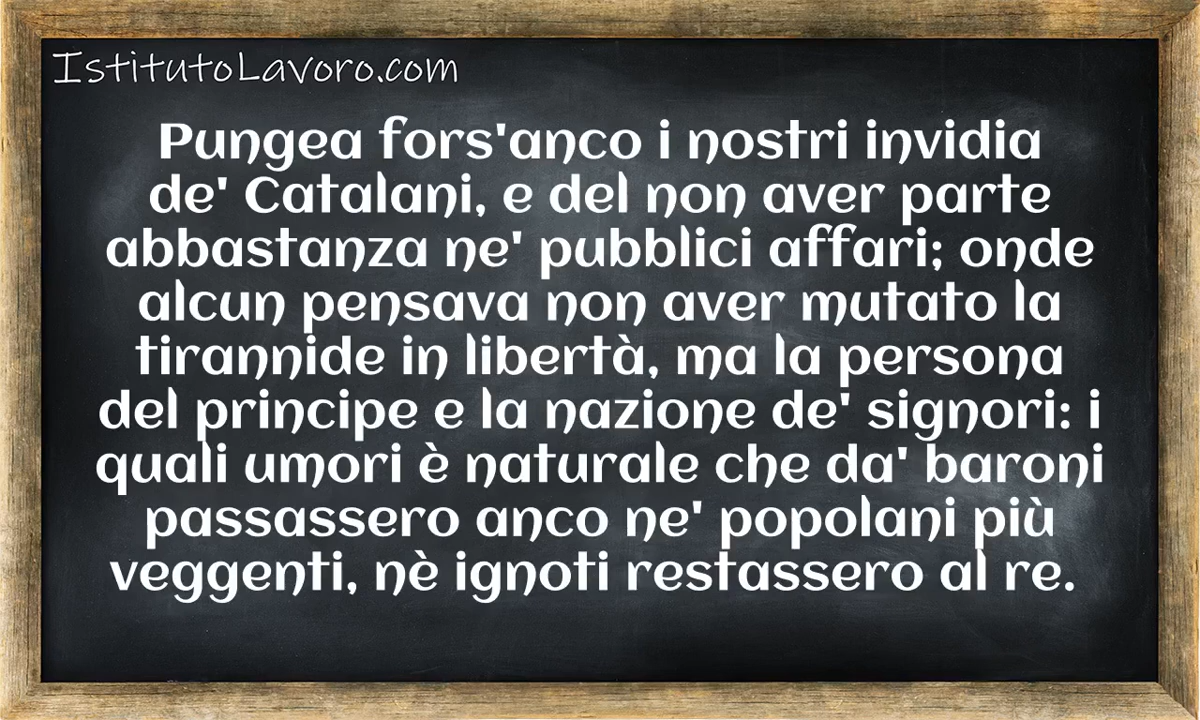 IstitutoLavoro.com
Pungea fors'anco i nostri invidia
de' Catalani, e del non aver parte
abbastanza ne' pubblici affari; onde
alcun pensava non aver mutato la
tirannide in libertà, ma la persona
del principe e la nazione de' signori: i
quali umori è naturale che da' baroni
passassero anco ne' popolani più
veggenti, nè ignoti restassero al re.